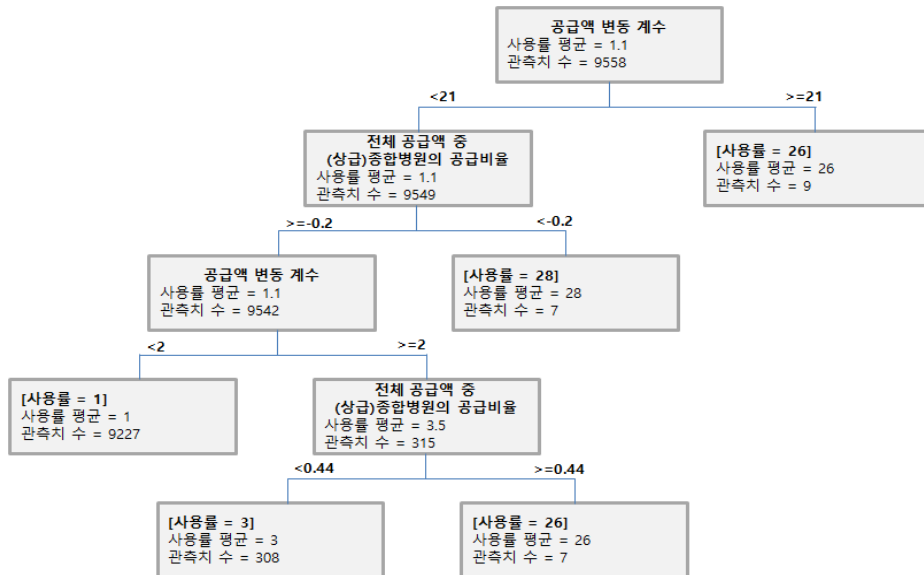 공급액 변동 계수
사용률 평균 = 1.1
관측치 수 = 9558
<21
>=21
전체 공급액 중
(상급)종합병원의 공급비율
사용률 평균 = 1.1
관측치 수 = 9549
[사용률 = 26]
사용률 평균 = 26
관측치 수 = 9
>=-0.2
<-0.2
공급액 변동 계수
사용률 평균 = 1.1
관측치 수 = 9542
[사용률 = 28]
사용률 평균 = 28
관측치 수 = 7
<2
>=2
[사용률 = 1]
사용률 평균 = 1
관측치 수 = 9227
전체 공급액 중
(상급)종합병원의 공급비율
사용률 평균 = 3.5
관측치 수 = 315
<0.44
>=0.44
[사용률 = 3]
사용률 평균 = 3
관측치 수 = 308
[사용률 = 26]
사용률 평균 = 26
관측치 수 = 7